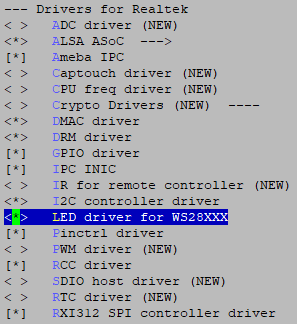 --- Drivers for Realtek
< > ADC driver (NEW)
<*> ALSA ASoC --->
[*] Ameba IPC
< > Captouch driver (NEW)
< > CPU freq driver (NEW)
< > Crypto Drivers (NEW) ----
<*> DMAC driver
<*> DRM driver
[*] GPIO driver
[*] IPC INIC
< > IR for remote controller (NEW)
<*> I2C controller driver
<*> LED driver for WS28XXX
[*] Pinctrl driver
< > PWM driver (NEW)
[*] RCC driver
< > SDIO host driver (NEW)
< > RTC driver (NEW)
[*] RXI312 SPI controller driver